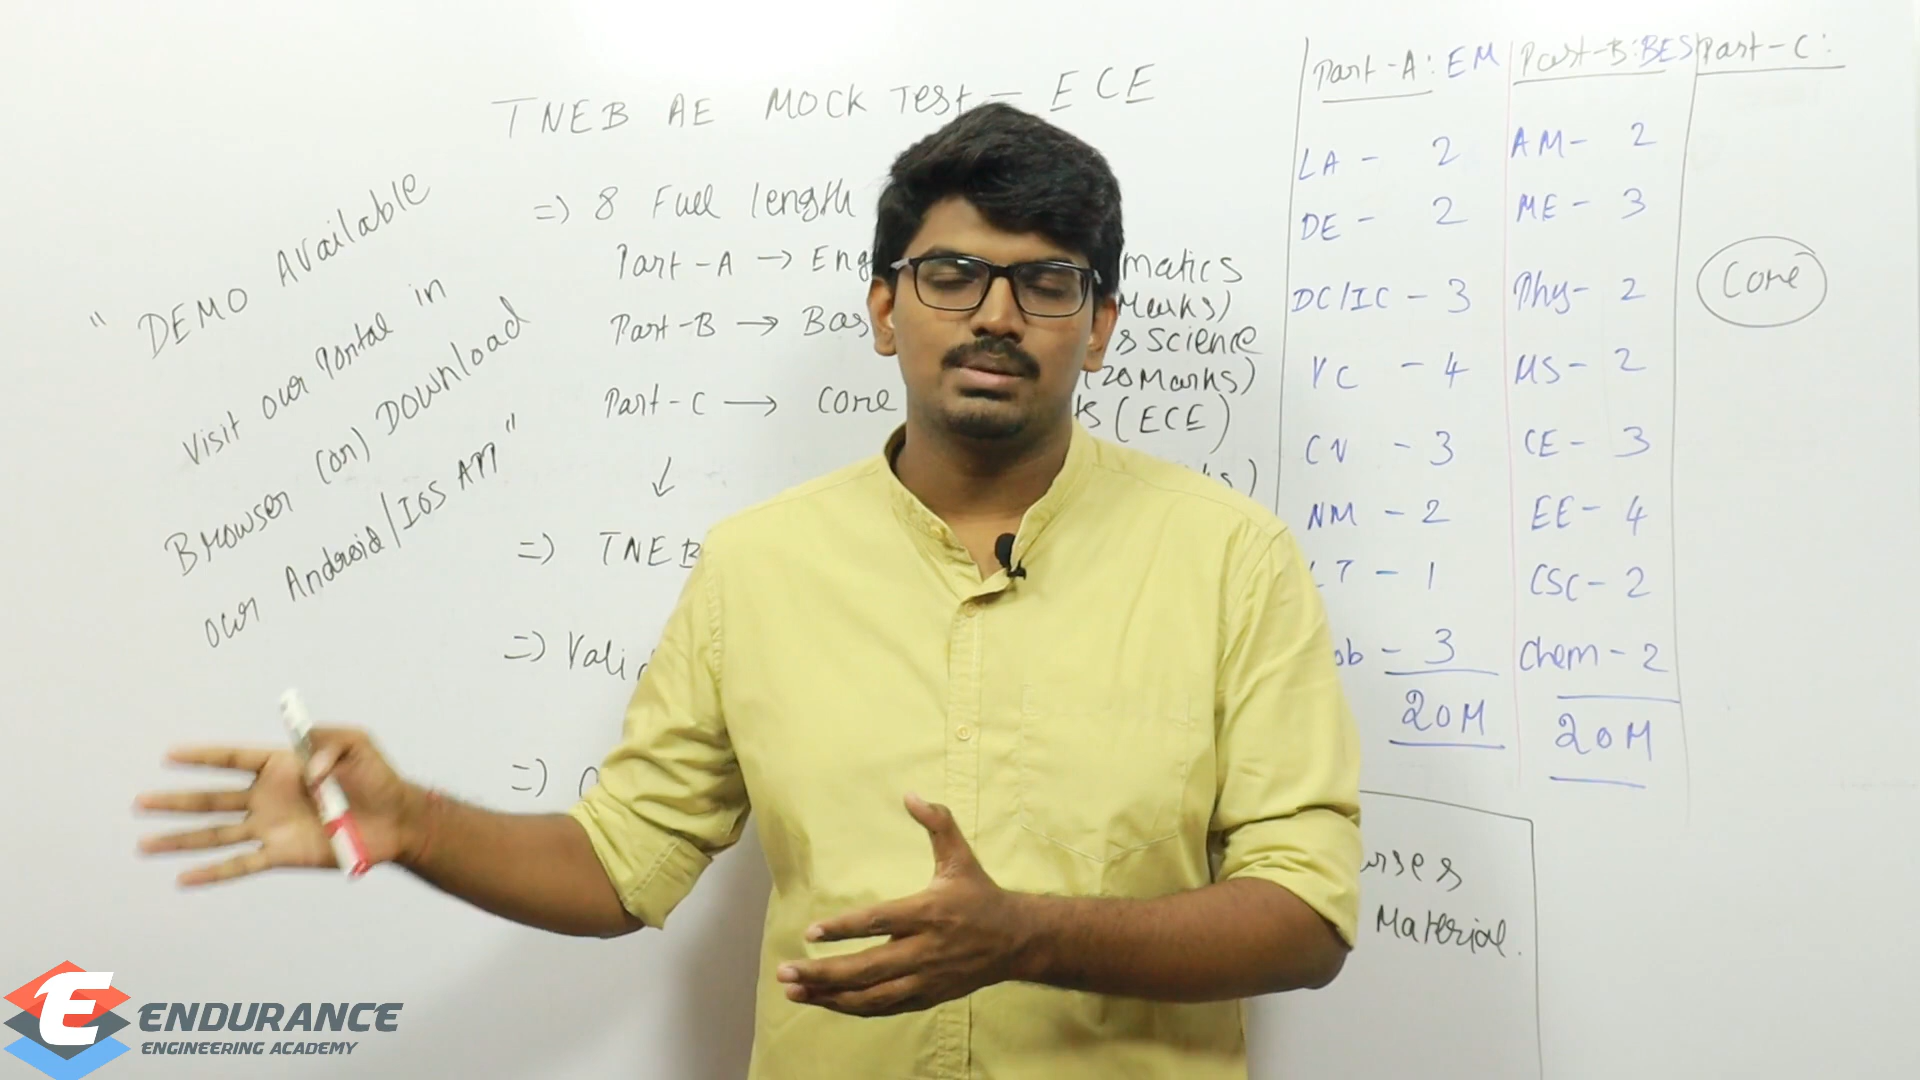 TNEB AE MOCK TEST - ECE
=) 8 Full length
Part-A → Eng matics
Marks)
Part-B → Bas & Science
(20 Marks)
Part-C → Core (ECE)
↓
=) TNEB
=) Valid
=)
" DEMO Available
Visit our Portal in
Browser (or) Download
our Android/IOS APP "
Part-A: EM
LA - 2
DE - 2
DC/IC - 3
VC - 4
CV - 3
NM - 2
LT - 1
ob - 3
20M
Part-B: BES
AM - 2
ME - 3
Phy - 2
MS - 2
CE - 3
EE - 4
CSC - 2
Chem - 2
20M
Part-C:
Core
urses
Material.
ENDURANCE
ENGINEERING ACADEMY